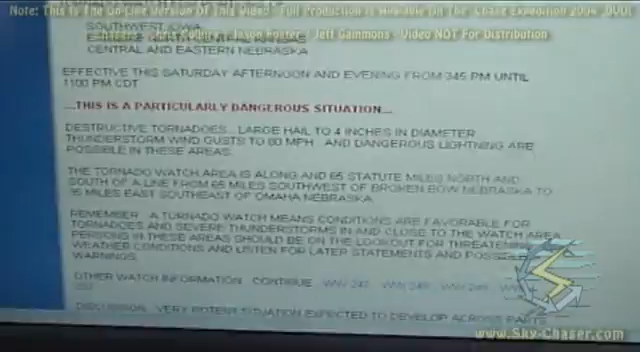 Note: This Is The On-Line Version Of This Video - Full Production Is Available On The "Chase Expedition 2004" DVD!
SOUTHWEST IOWA
Chasers: Chris Collura - Jason Foster - Jeff Gammons - Video NOT For Distribution
CENTRAL AND EASTERN NEBRASKA
EFFECTIVE THIS SATURDAY AFTERNOON AND EVENING FROM 345 PM UNTIL
1100 PM CDT.
...THIS IS A PARTICULARLY DANGEROUS SITUATION...
DESTRUCTIVE TORNADOES... LARGE HAIL TO 4 INCHES IN DIAMETER...
THUNDERSTORM WIND GUSTS TO 80 MPH... AND DANGEROUS LIGHTNING ARE
POSSIBLE IN THESE AREAS.
THE TORNADO WATCH AREA IS ALONG AND 65 STATUTE MILES NORTH AND
SOUTH OF A LINE FROM 65 MILES SOUTHWEST OF BROKEN BOW NEBRASKA TO
35 MILES EAST SOUTHEAST OF OMAHA NEBRASKA.
REMEMBER... A TORNADO WATCH MEANS CONDITIONS ARE FAVORABLE FOR
TORNADOES AND SEVERE THUNDERSTORMS IN AND CLOSE TO THE WATCH AREA.
PERSONS IN THESE AREAS SHOULD BE ON THE LOOKOUT FOR THREATENING
WEATHER CONDITIONS AND LISTEN FOR LATER STATEMENTS AND POSSIBLE
WARNINGS.
OTHER WATCH INFORMATION...CONTINUE...
DISCUSSION...VERY POTENT SITUATION EXPECTED TO DEVELOP ACROSS PARTS
www.Sky-Chaser.com